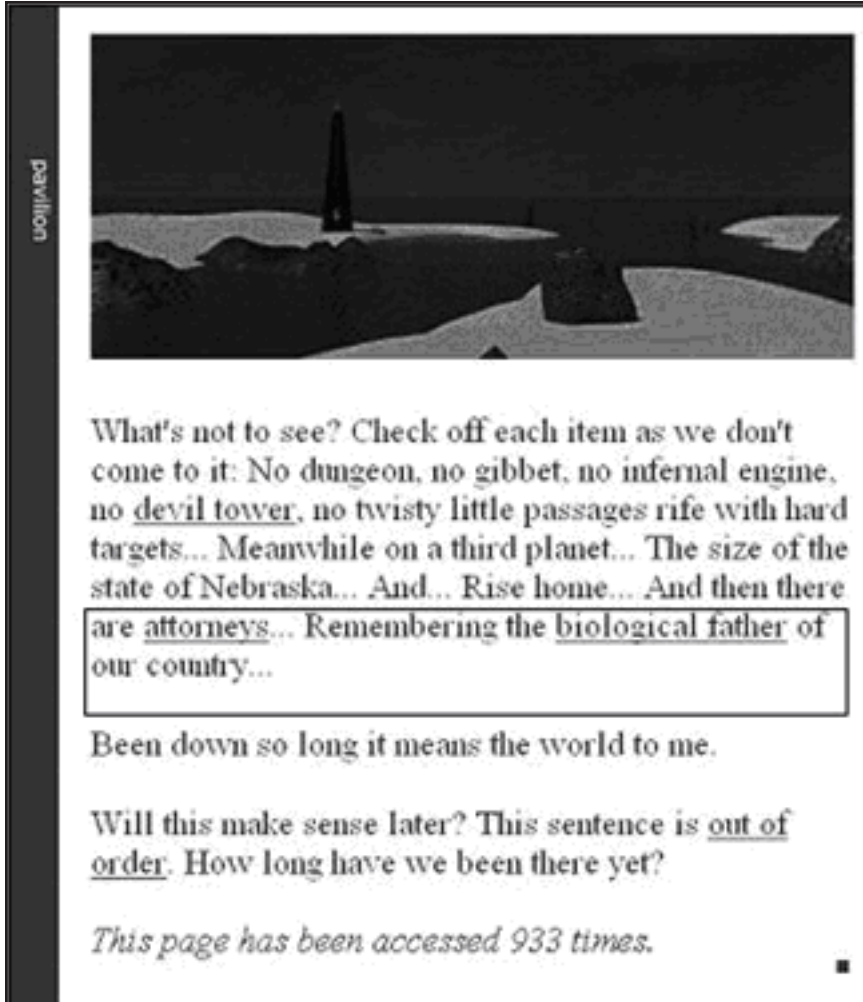 pavilion
What's not to see? Check off each item as we don't
come to it: No dungeon, no gibbet, no infernal engine,
no devil tower, no twisty little passages rife with hard
targets... Meanwhile on a third planet... The size of the
state of Nebraska... And... Rise home... And then there
are attorneys... Remembering the biological father of
our country...
Been down so long it means the world to me.
Will this make sense later? This sentence is out of
order. How long have we been there yet?
This page has been accessed 933 times.